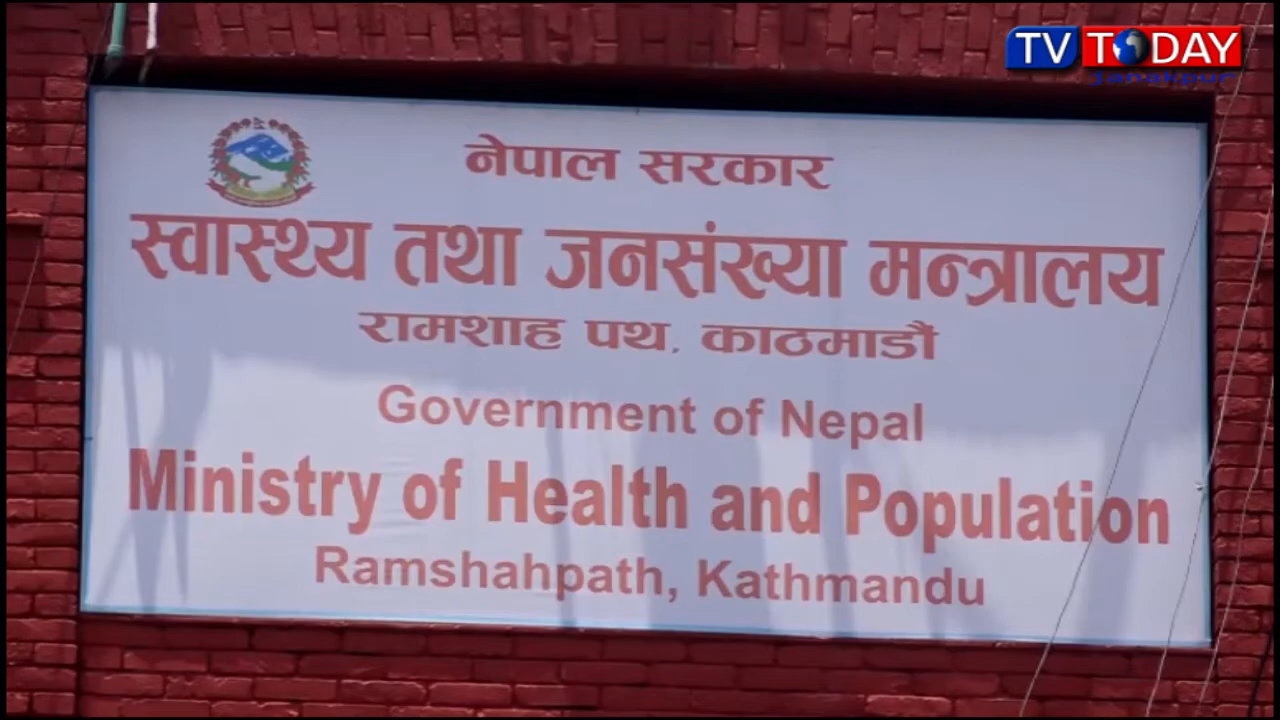 TV TODAY
Janakpur
नेपाल सरकार
स्वास्थ्य तथा जनसंख्या मन्त्रालय
रामशाह पथ, काठमाडौं
Government of Nepal
Ministry of Health and Population
Ramshahpath, Kathmandu